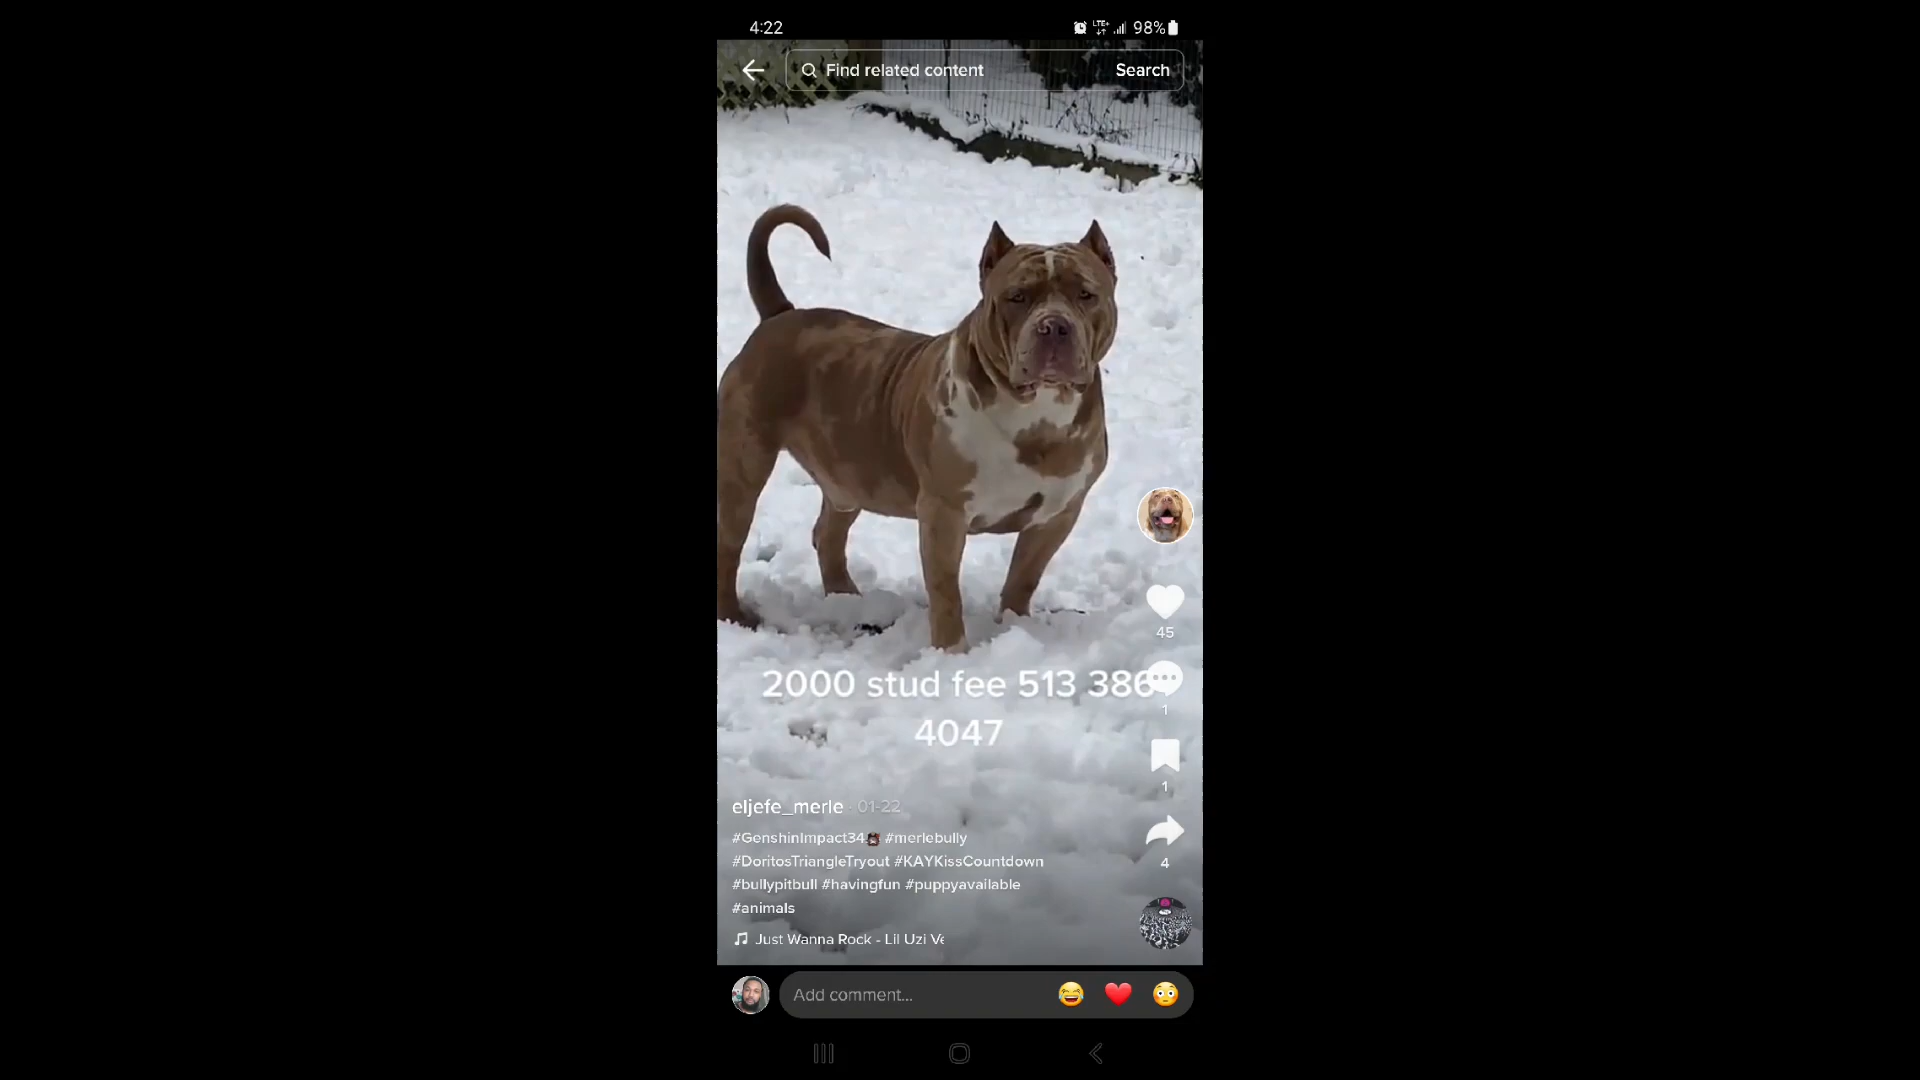 4:22
LTE+
98%
Find related content
Search
2000 stud fee 513 386
4047
45
1
1
eljefe_merle · 01-22
#GenshinImpact34 #merlebully
#DoritosTriangleTryout #KAYKissCountdown
4
#bullypitbull #havingfun #puppyavailable
#animals
Just Wanna Rock - Lil Uzi Ve
Add comment...